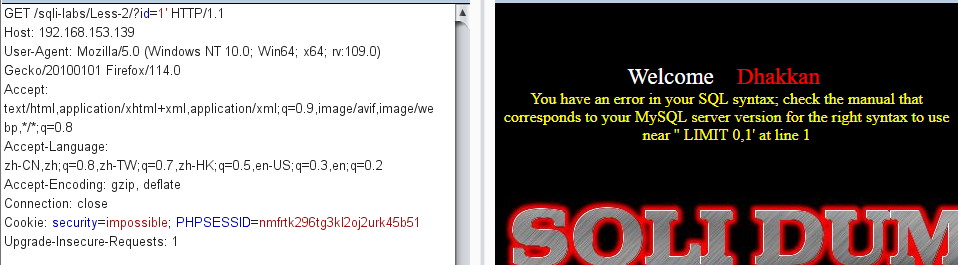 GET /sqli-labs/Less-2/?id=1' HTTP/1.1
Host: 192.168.153.139
User-Agent: Mozilla/5.0 (Windows NT 10.0; Win64; x64; rv:109.0)
Gecko/20100101 Firefox/114.0
Accept:
text/html,application/xhtml+xml,application/xml;q=0.9,image/avif,image/we
bp,*/*;q=0.8
Accept-Language:
zh-CN,zh;q=0.8,zh-TW;q=0.7,zh-HK;q=0.5,en-US;q=0.3,en;q=0.2
Accept-Encoding: gzip, deflate
Connection: close
Cookie: security=impossible; PHPSESSID=nmfrtk296tg3kl2oj2urk45b51
Upgrade-Insecure-Requests: 1
Welcome Dhakkan
You have an error in your SQL syntax; check the manual that
corresponds to your MySQL server version for the right syntax to use
near '' LIMIT 0,1' at line 1
SQLI DUM